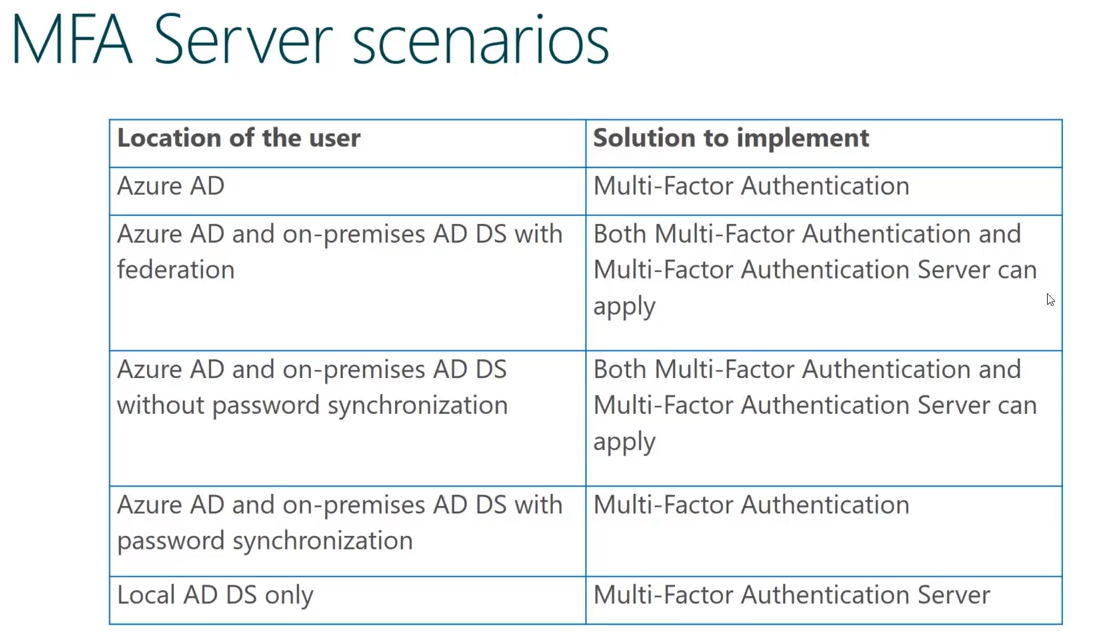 MFA Server scenarios
Location of the user
Solution to implement
Azure AD
Multi-Factor Authentication
Azure AD and on-premises AD DS with
federation
Both Multi-Factor Authentication and
Multi-Factor Authentication Server can
apply
Azure AD and on-premises AD DS
without password synchronization
Both Multi-Factor Authentication and
Multi-Factor Authentication Server can
apply
Azure AD and on-premises AD DS with
password synchronization
Multi-Factor Authentication
Local AD DS only
Multi-Factor Authentication Server